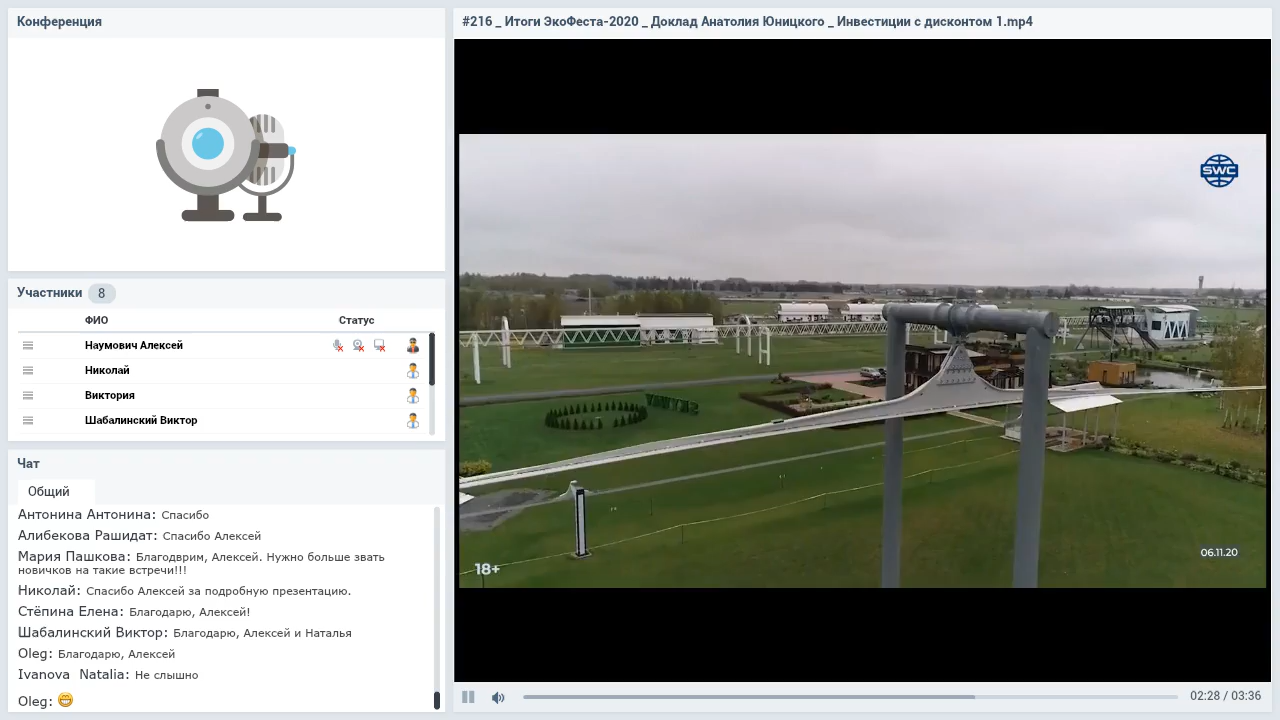 Конференция
#216 _ Итоги ЭкоФеста-2020 _ Доклад Анатолия Юницкого _ Инвестиции с дисконтом 1.mp4
SWC
06.11.20
18+
02:28 / 03:36
Участники 8
ФИО Статус
Наумович Алексей
Николай
Виктория
Шабалинский Виктор
Чат
Общий
Антонина Антонина: Спасибо
Алибекова Рашидат: Спасибо Алексей
Мария Пашкова: Благодврим, Алексей. Нужно больше звать
новичков на такие встречи!!!
Николай: Спасибо Алексей за подробную презентацию.
Стёпина Елена: Благодарю, Алексей!
Шабалинский Виктор: Благодарю, Алексей и Наталья
Oleg: Благодарю, Алексей
Ivanova Natalia: Не слышно
Oleg: